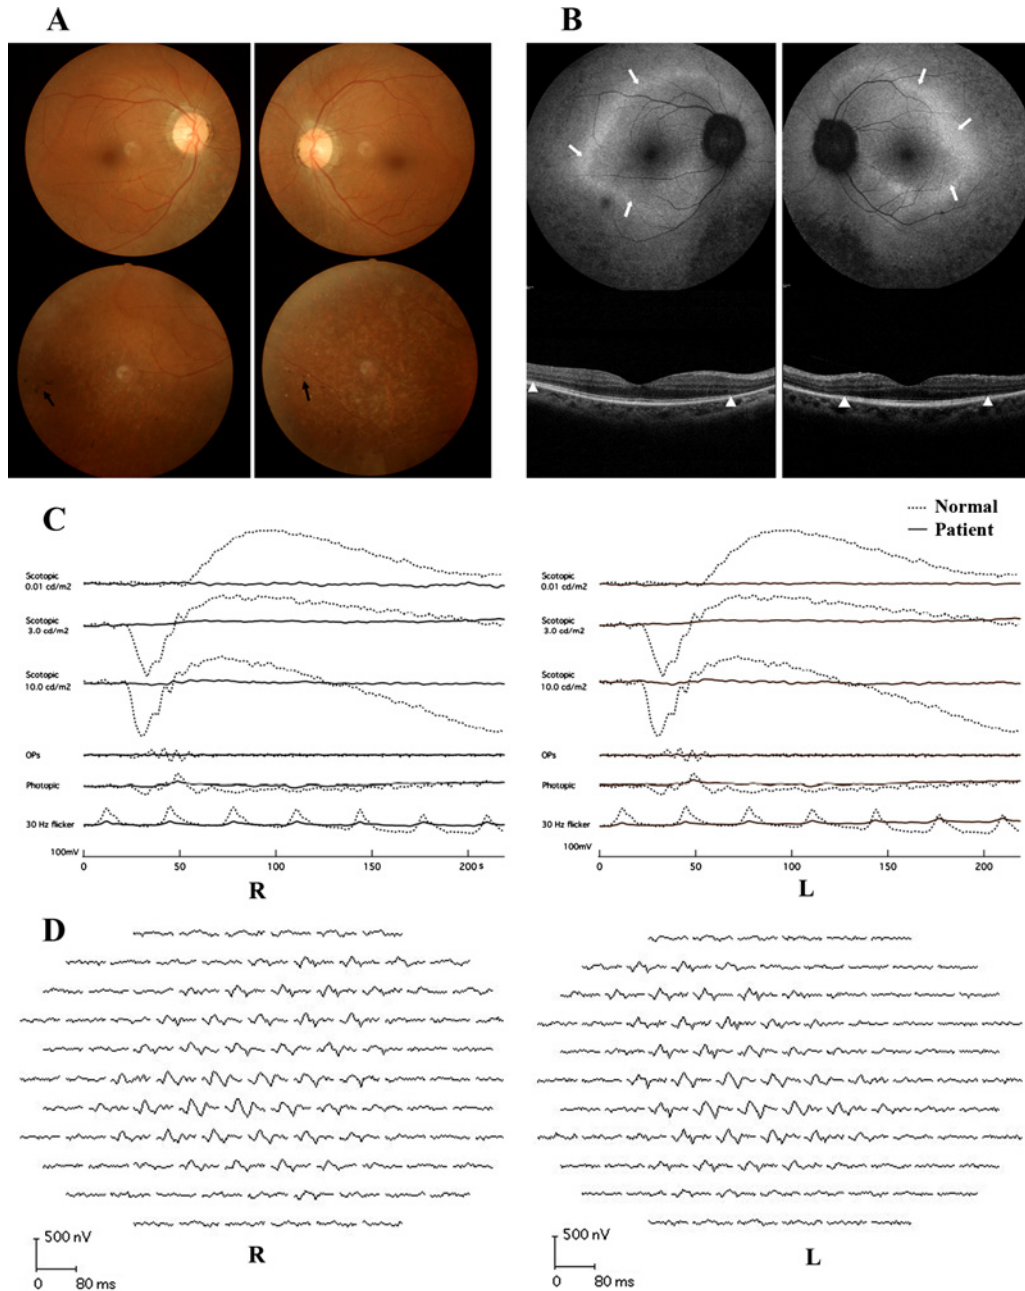 A
B
C
Normal
Patient
Scotopic
0.01 cd/m2
Scotopic
3.0 cd/m2
Scotopic
10.0 cd/m2
OPs
Photopic
30 Hz flicker
100mV
0
50
100
150
200 s
R
Scotopic
0.01 cd/m2
Scotopic
3.0 cd/m2
Scotopic
10.0 cd/m2
OPs
Photopic
30 Hz flicker
100mV
0
50
100
150
200
L
D
500 nV
0
80 ms
R
500 nV
0
80 ms
L